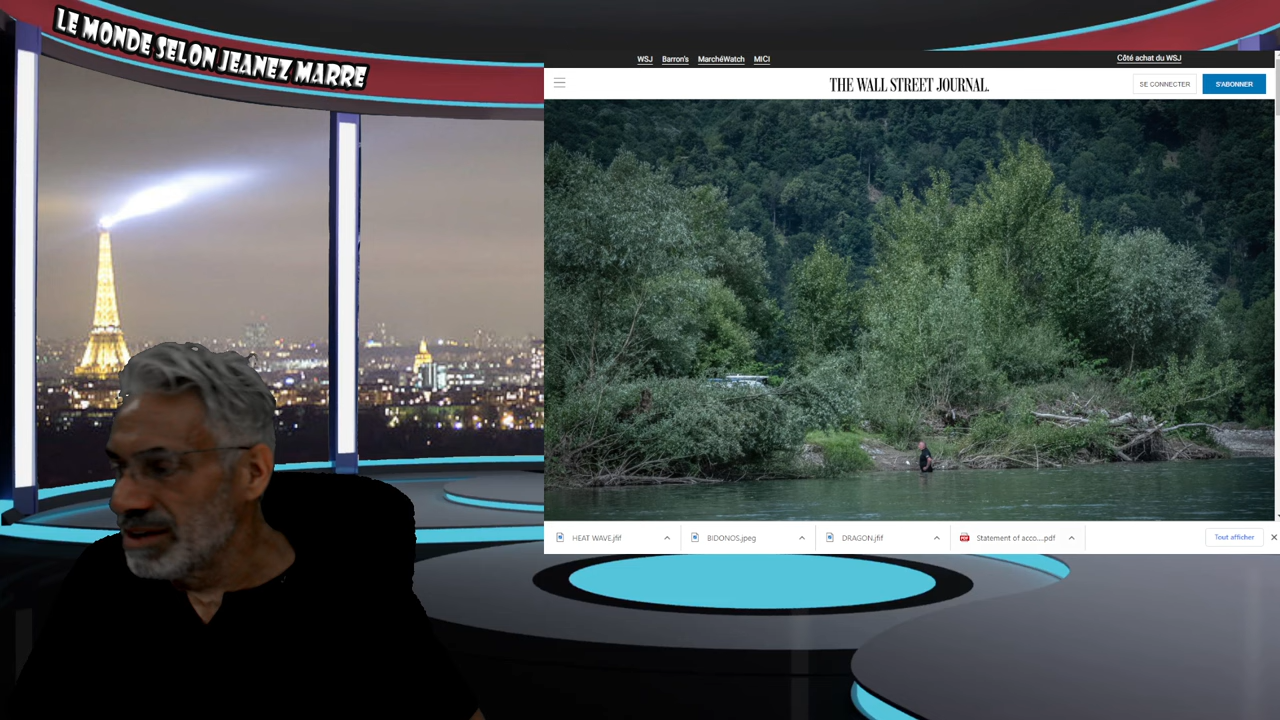 LE MONDE SELON JEANEZ MARRE
WSJ Barron's MarchéWatch MICI
Côté achat du WSJ
THE WALL STREET JOURNAL.
SE CONNECTER
S'ABONNER
HEAT WAVE.jfif
BIDONOS.jpeg
DRAGON.jfif
PDF
Statement of acco....pdf
Tout afficher